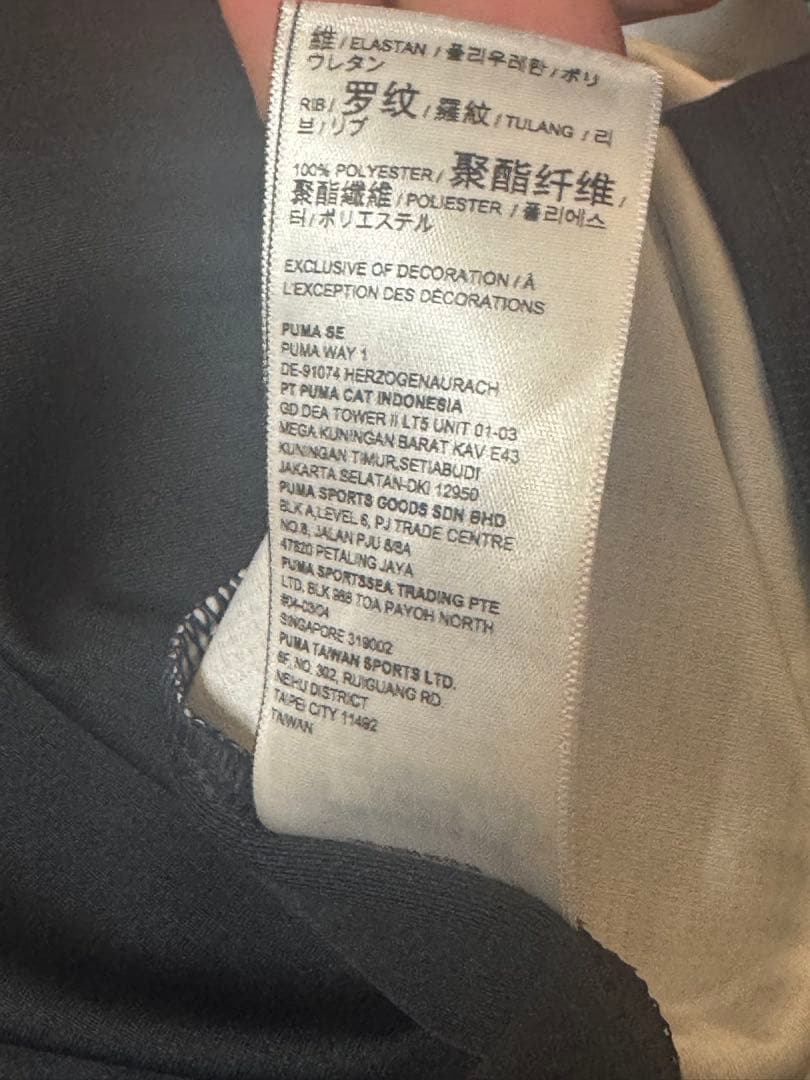 維 / ELASTAN / 폴리우레탄 / ポリ
ウレタン
RIB / 罗纹 / 羅紋 / TULANG / 리
브 / リブ
100% POLYESTER / 聚酯纤维 /
聚酯纖維 / POLIESTER / 폴리에스
터 / ポリエステル
EXCLUSIVE OF DECORATION / À
L'EXCEPTION DES DÉCORATIONS
PUMA SE
PUMA WAY 1
DE-91074 HERZOGENAURACH
PT PUMA CAT INDONESIA
GD DEA TOWER II LT5 UNIT 01-03
MEGA KUNINGAN BARAT KAV E43
KUNINGAN TIMUR,SETIABUDI
JAKARTA SELATAN-DKI 12950
PUMA SPORTS GOODS SDN BHD
BLK A,LEVEL 6, PJ TRADE CENTRE
NO.8, JALAN PJU 8/8A
47820 PETALING JAYA
PUMA SPORTSSEA TRADING PTE
LTD. BLK 998 TOA PAYOH NORTH
#04-03/04
SINGAPORE 319002
PUMA TAIWAN SPORTS LTD.
6F, NO. 302, RUIGUANG RD.
NEIHU DISTRICT
TAIPEI CITY 11492
TAIWAN